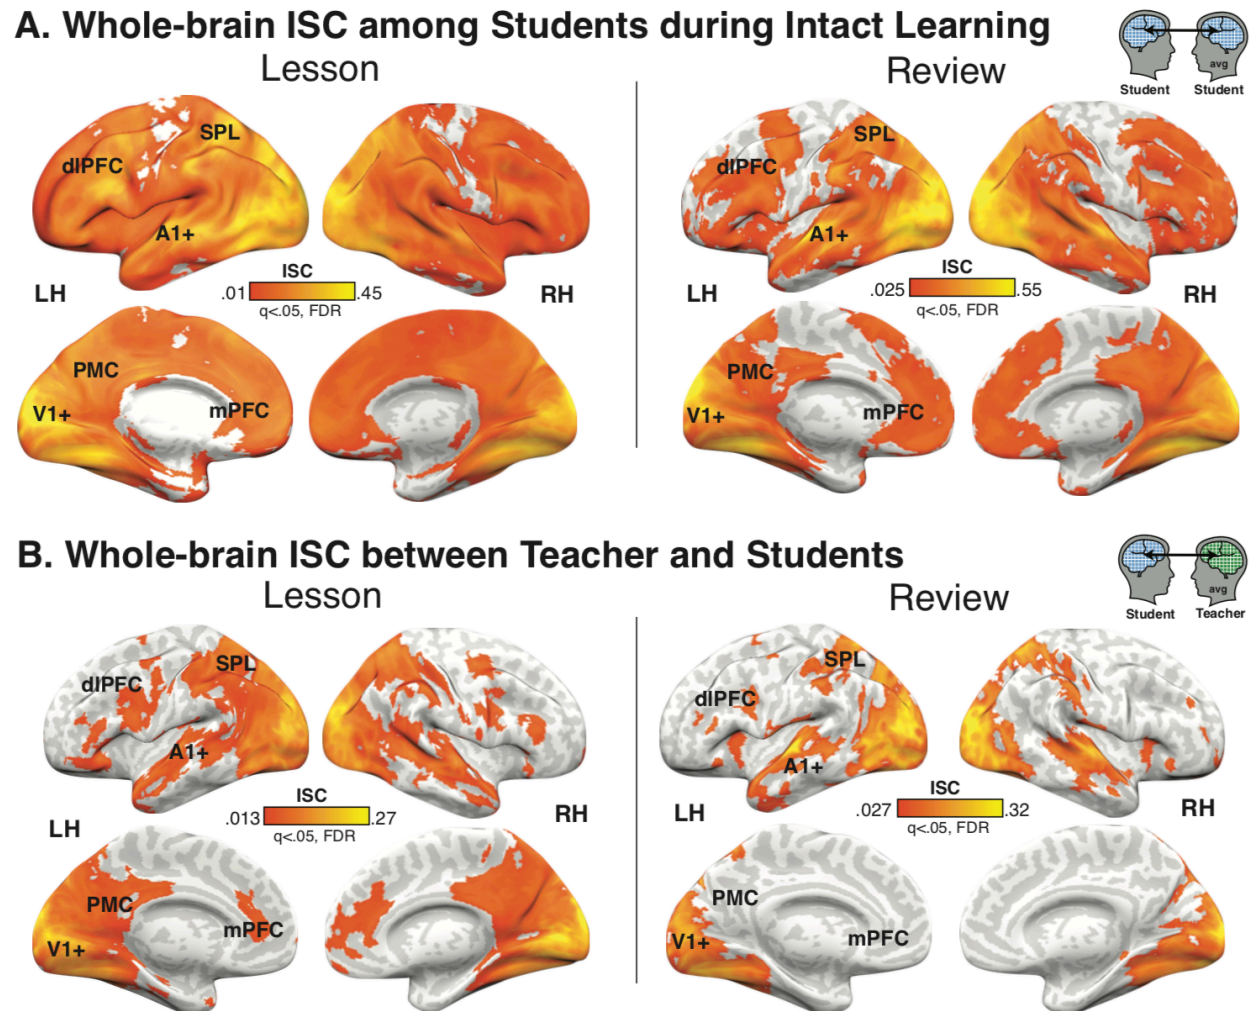 A. Whole-brain ISC among Students during Intact Learning
avg
Student Student
Lesson
SPL
dlPFC
A1+
ISC
.01 .45
q<.05, FDR
LH RH
PMC
V1+
mPFC
Review
SPL
dlPFC
A1+
ISC
.025 .55
q<.05, FDR
LH RH
PMC
V1+
mPFC
B. Whole-brain ISC between Teacher and Students
avg
Student Teacher
Lesson
SPL
dlPFC
A1+
ISC
.013 .27
q<.05, FDR
LH RH
PMC
V1+
mPFC
Review
SPL
dlPFC
A1+
ISC
.027 .32
q<.05, FDR
LH RH
PMC
V1+
mPFC